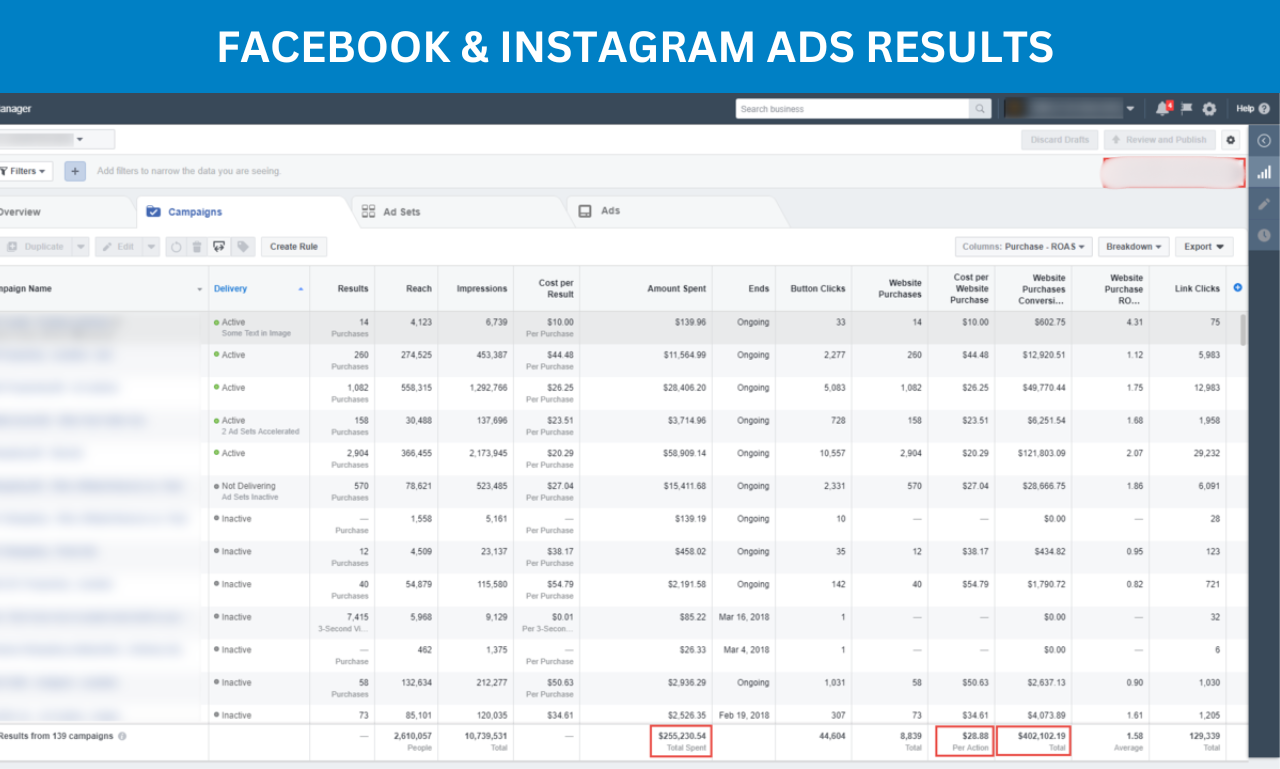 FACEBOOK & INSTAGRAM ADS RESULTS
anager
Search business
4
Help
Discard Drafts
Review and Publish
Filters
Add filters to narrow the data you are seeing.
Overview
Campaigns
Ad Sets
Ads
Duplicate
Edit
Create Rule
Columns: Purchase - ROAS
Breakdown
Export
mpaign Name Delivery Results Reach Impressions Cost per Result Amount Spent Ends Button Clicks Website Purchases Cost per Website Purchase Website Purchases Conversi... Website Purchase RO... Link Clicks
Active 14 4,123 6,739 $10.00 $139.96 Ongoing 33 14 $10.00 $602.75 4.31 75
Some Text in Image Purchases Per Purchase
Active 260 274,525 453,387 $44.48 $11,564.99 Ongoing 2,277 260 $44.48 $12,920.51 1.12 5,983
Purchases Per Purchase
Active 1,082 558,315 1,292,766 $26.25 $28,406.20 Ongoing 5,083 1,082 $26.25 $49,770.44 1.75 12,983
Purchases Per Purchase
Active 158 30,488 137,696 $23.51 $3,714.96 Ongoing 728 158 $23.51 $6,251.54 1.68 1,958
2 Ad Sets Accelerated Purchases Per Purchase
Active 2,904 366,455 2,173,945 $20.29 $58,909.14 Ongoing 10,557 2,904 $20.29 $121,803.09 2.07 29,232
Purchases Per Purchase
Not Delivering 570 78,621 523,485 $27.04 $15,411.68 Ongoing 2,331 570 $27.04 $28,666.75 1.86 6,091
Ad Sets Inactive Purchases Per Purchase
Inactive — 1,558 5,161 — $139.19 Ongoing 10 — — $0.00 — 28
Purchase Per Purchase
Inactive 12 4,509 23,137 $38.17 $458.02 Ongoing 35 12 $38.17 $434.82 0.95 123
Purchases Per Purchase
Inactive 40 54,879 115,580 $54.79 $2,191.58 Ongoing 142 40 $54.79 $1,790.72 0.82 721
Purchases Per Purchase
Inactive 7,415 5,968 9,129 $0.01 $85.22 Mar 16, 2018 1 — — $0.00 — 32
3-Second Vi... Per 3-Secon...
Inactive — 462 1,375 — $26.33 Mar 4, 2018 1 — — $0.00 — 6
Purchase Per Purchase
Inactive 58 132,634 212,277 $50.63 $2,936.29 Ongoing 1,031 58 $50.63 $2,637.13 0.90 1,030
Purchases Per Purchase
Inactive 73 85,101 120,035 $34.61 $2,526.35 Feb 19, 2018 307 73 $34.61 $4,073.89 1.61 1,205
Results from 139 campaigns — 2,610,057 10,739,531 — $255,230.54 44,604 8,839 $28.88 $402,102.19 1.58 129,339
People Total Total Spent Total Per Action Total Average Total